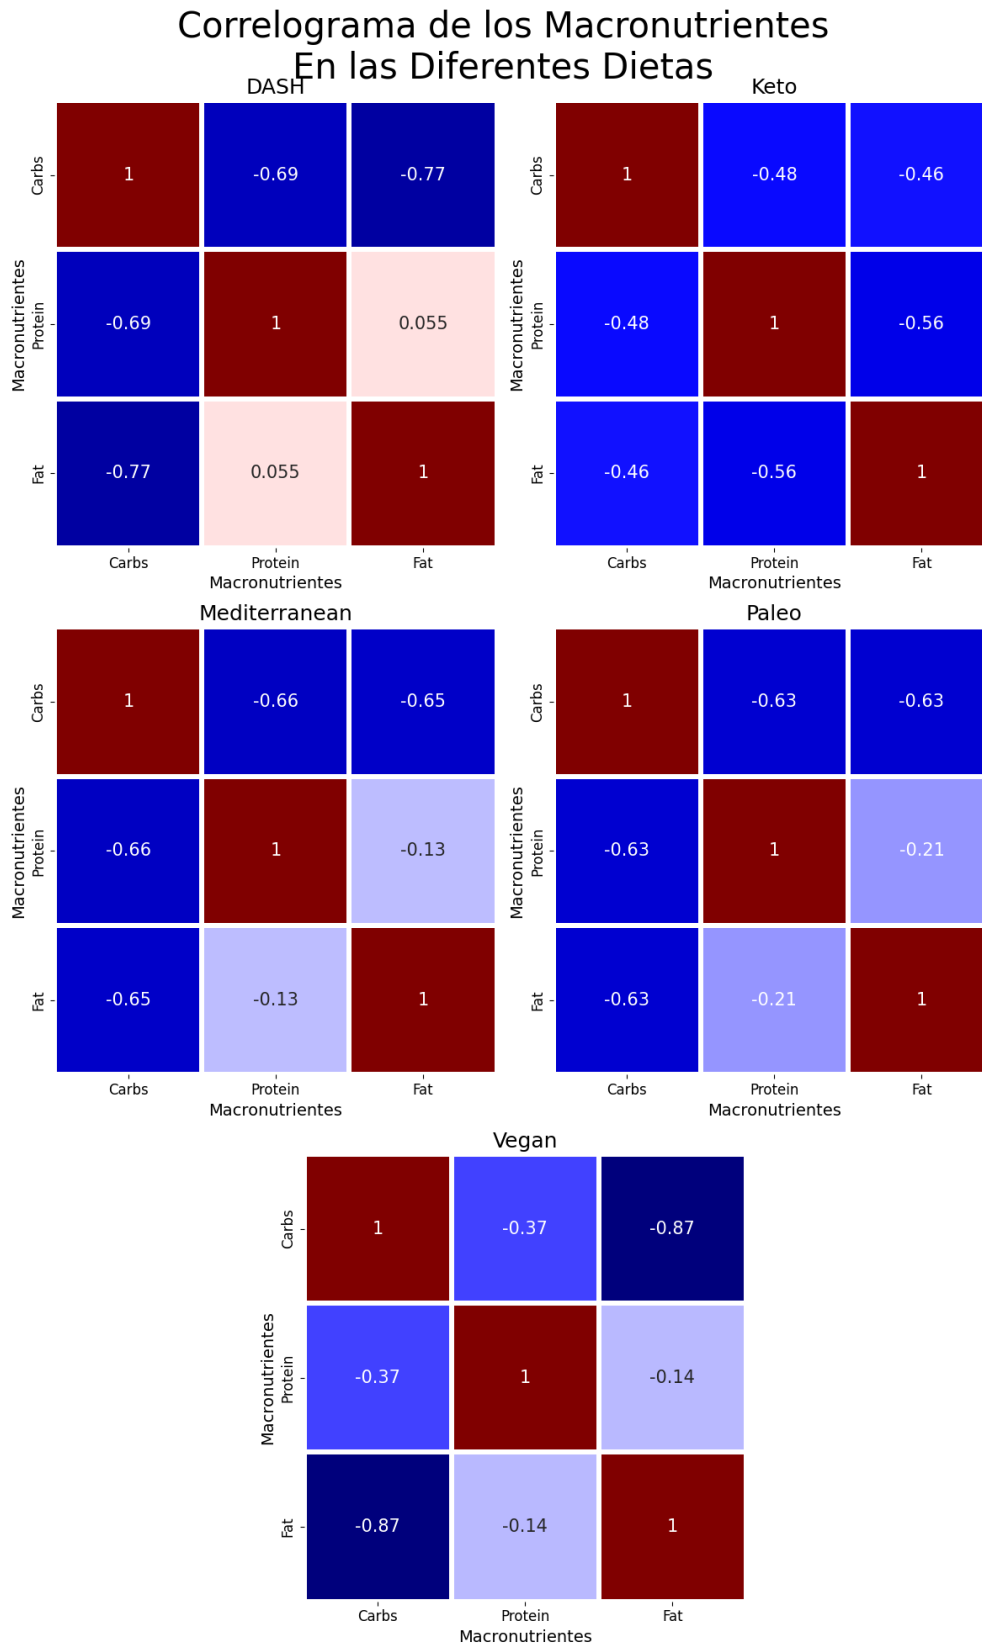 Correlograma de los Macronutrientes
En las Diferentes Dietas
DASH
Carbs
1
-0.69
-0.77
Macronutrientes
Protein
-0.69
1
0.055
Fat
-0.77
0.055
1
Carbs Protein Fat
Macronutrientes
Keto
Carbs
1
-0.48
-0.46
Macronutrientes
Protein
-0.48
1
-0.56
Fat
-0.46
-0.56
1
Carbs Protein Fat
Macronutrientes
Mediterranean
Carbs
1
-0.66
-0.65
Macronutrientes
Protein
-0.66
1
-0.13
Fat
-0.65
-0.13
1
Carbs Protein Fat
Macronutrientes
Paleo
Carbs
1
-0.63
-0.63
Macronutrientes
Protein
-0.63
1
-0.21
Fat
-0.63
-0.21
1
Carbs Protein Fat
Macronutrientes
Vegan
Carbs
1
-0.37
-0.87
Macronutrientes
Protein
-0.37
1
-0.14
Fat
-0.87
-0.14
1
Carbs Protein Fat
Macronutrientes